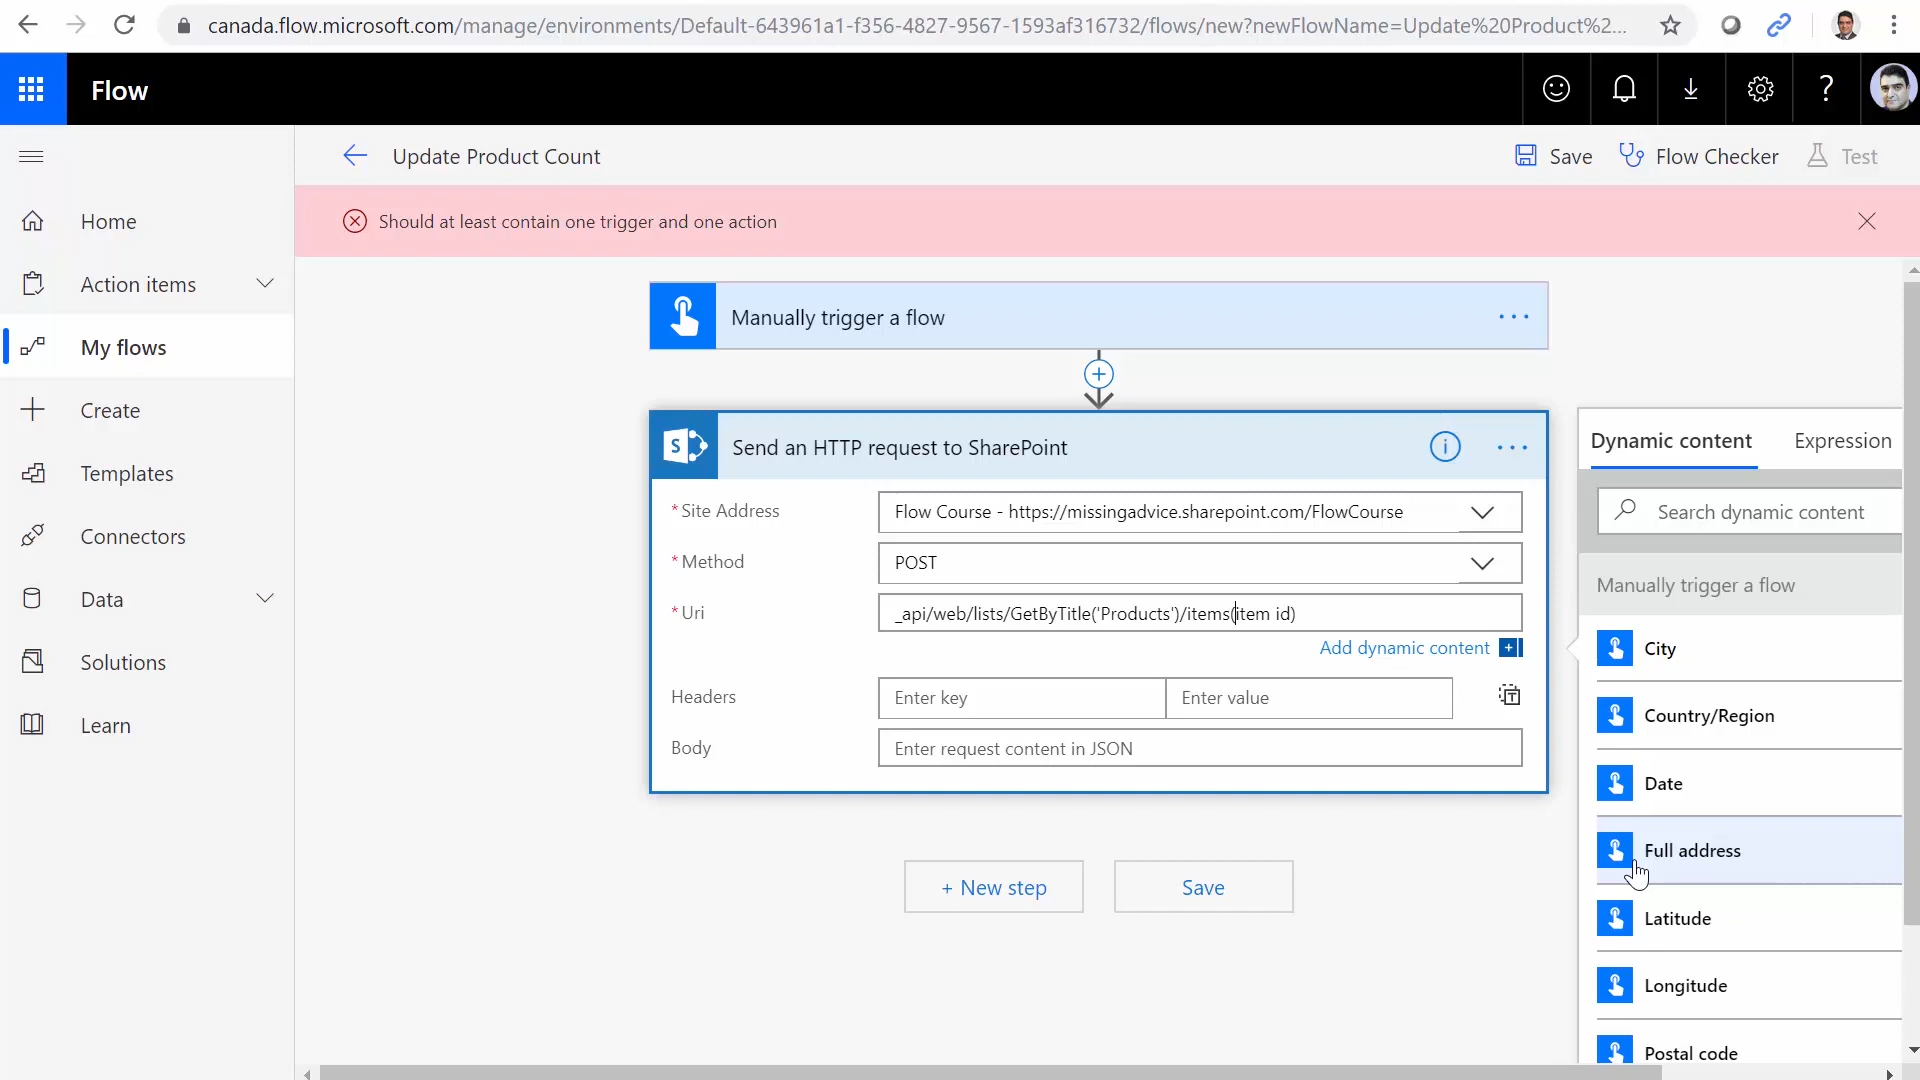 canada.flow.microsoft.com/manage/environments/Default-643961a1-f356-4827-9567-1593af316732/flows/new?newFlowName=Update%20Product%2...
Flow
?
Update Product Count
Save
Flow Checker
Test
Should at least contain one trigger and one action
Home
Action items
My flows
Create
Templates
Connectors
Data
Solutions
Learn
Manually trigger a flow
S
Send an HTTP request to SharePoint
* Site Address
Flow Course - https://missingadvice.sharepoint.com/FlowCourse
* Method
POST
* Uri
_api/web/lists/GetByTitle('Products')/items(item id)
Add dynamic content
Headers
Enter key
Enter value
Body
Enter request content in JSON
+ New step
Save
Dynamic content
Expression
Search dynamic content
Manually trigger a flow
City
Country/Region
Date
Full address
Latitude
Longitude
Postal code